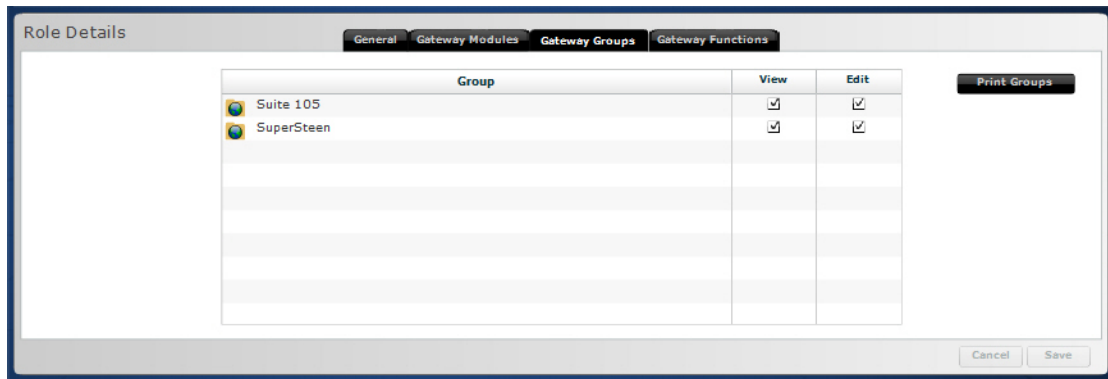 Role Details
General Gateway Modules Gateway Groups Gateway Functions
Group View Edit
Print Groups
Suite 105
SuperSteen
Cancel Save